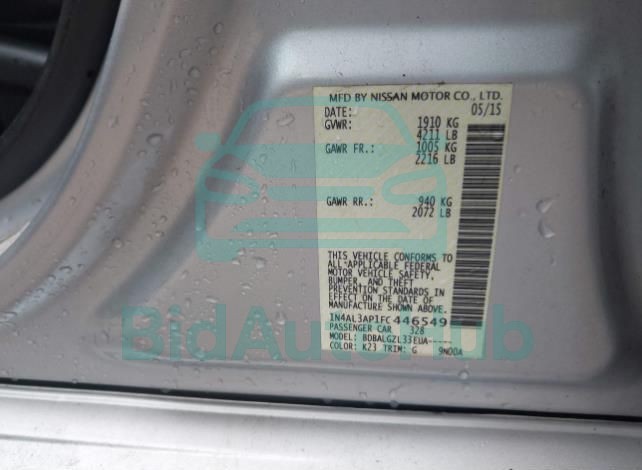 MFD BY NISSAN MOTOR CO., LTD.
DATE: 05/15
GVWR: 1910 KG
4211 LB
GAWR FR.: 1005 KG
2216 LB
GAWR RR.: 940 KG
2072 LB
THIS VEHICLE CONFORMS TO
ALL-APPLICABLE FEDERAL
MOTOR VEHICLE SAFETY,
BUMPER, AND THEFT
PREVENTION STANDARDS IN
EFFECT ON THE DATE OF
MANUFACTURE SHOWN ABOVE.
1N4AL3AP1FC446549
PASSENGER CAR 328
MODEL: BDBALGZL33EUA-----
COLOR: K23 TRIM: G 9N00A
BidAutoHub